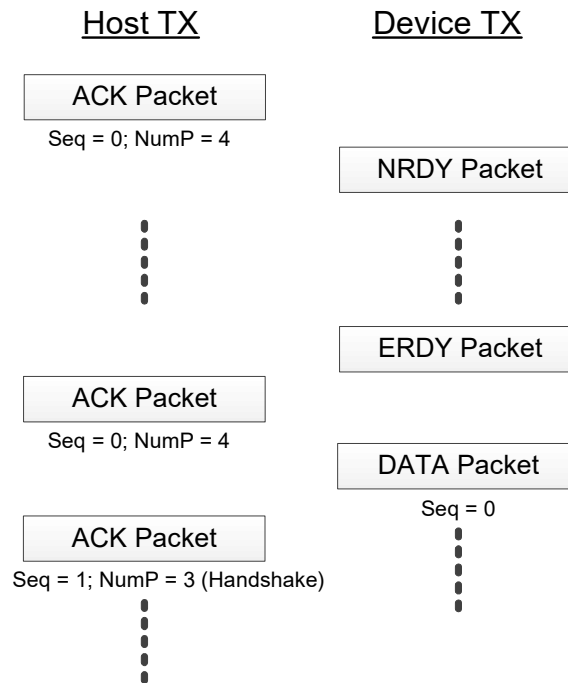 Host TX
Device TX
ACK Packet
Seq = 0; NumP = 4
NRDY Packet
ERDY Packet
ACK Packet
Seq = 0; NumP = 4
DATA Packet
Seq = 0
ACK Packet
Seq = 1; NumP = 3 (Handshake)